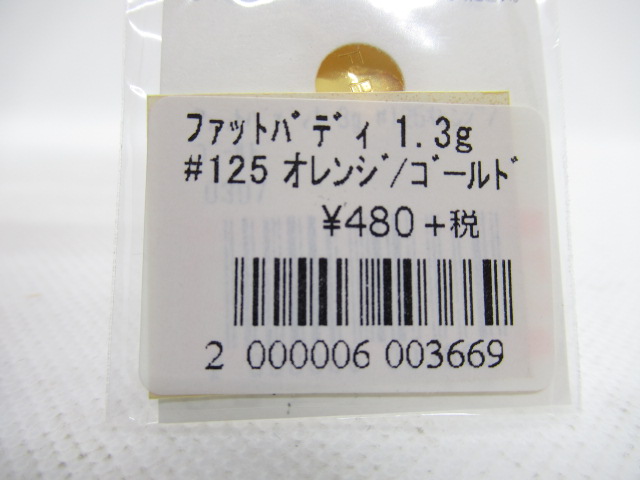 ﾌｧｯﾄﾊﾞﾃﾞｨ 1.3g
#125 ｵﾚﾝｼﾞ/ｺﾞｰﾙﾄﾞ
¥480+税
2 000006 003669